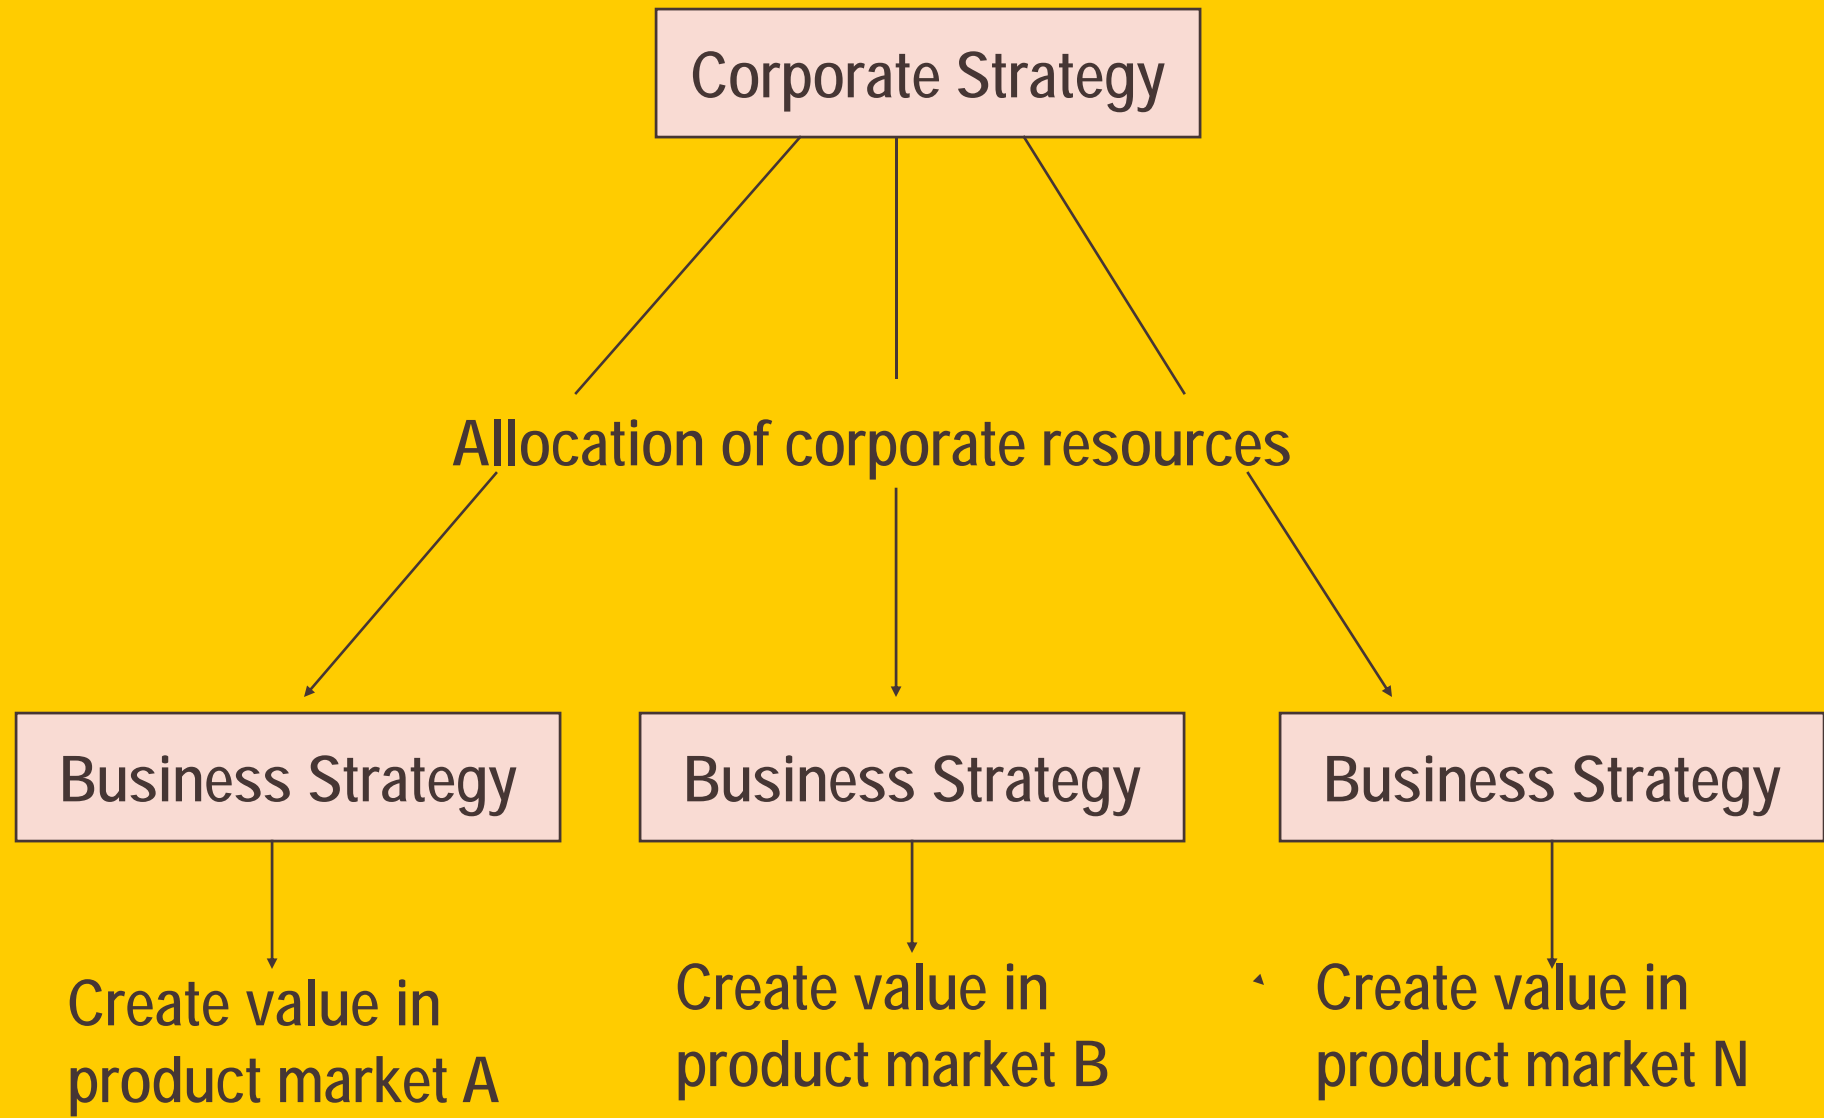 Corporate Strategy
Allocation of corporate resources
Business Strategy
Business Strategy
Business Strategy
Create value in
product market A
Create value in
product market B
Create value in
product market N